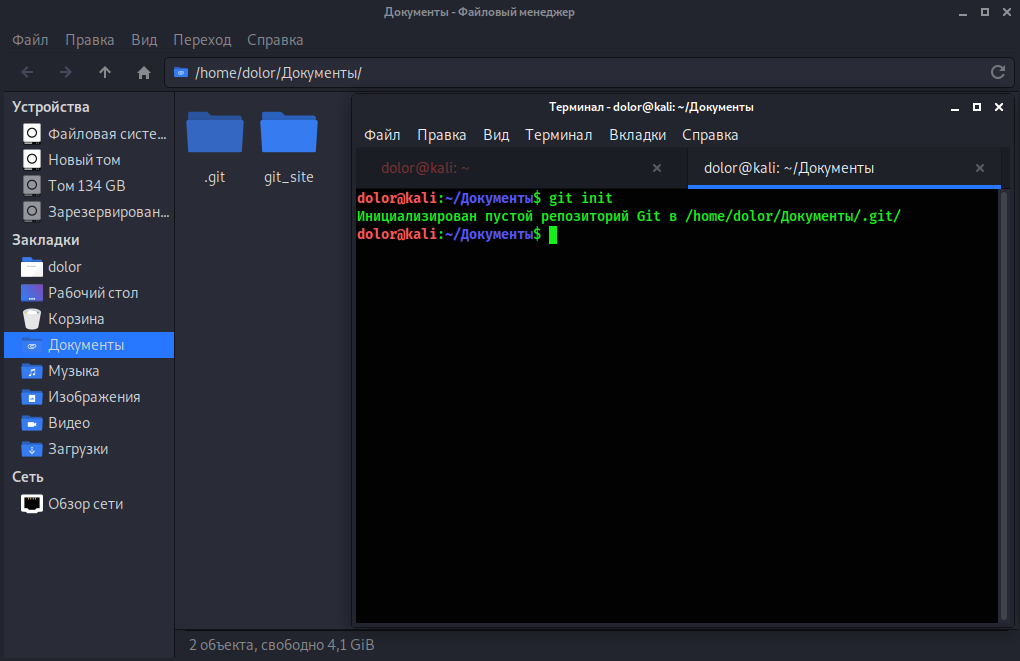 Документы - Файловый менеджер
Файл Правка Вид Переход Справка
/home/dolor/Документы/
Устройства
Файловая систе...
Новый том
Том 134 GB
Зарезервирован...
Закладки
dolor
Рабочий стол
Корзина
Документы
Музыка
Изображения
Видео
Загрузки
Сеть
Обзор сети
.git
git_site
2 объекта, свободно 4,1 GiB
Терминал - dolor@kali: ~/Документы
Файл Правка Вид Терминал Вкладки Справка
dolor@kali: ~
dolor@kali: ~/Документы
dolor@kali:~/Документы$ git init
Инициализирован пустой репозиторий Git в /home/dolor/Документы/.git/
dolor@kali:~/Документы$